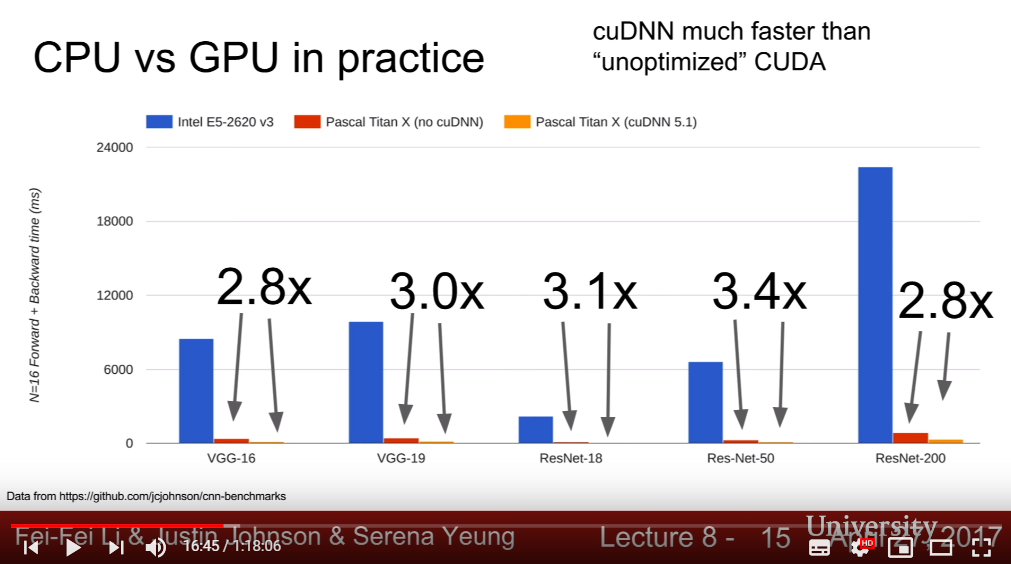 CPU vs GPU in practice
cuDNN much faster than
“unoptimized” CUDA
Intel E5-2620 v3
Pascal Titan X (no cuDNN)
Pascal Titan X (cuDNN 5.1)
N=16 Forward + Backward time (ms)
24000
18000
12000
6000
0
2.8x
3.0x
3.1x
3.4x
2.8x
VGG-16
VGG-19
ResNet-18
Res-Net-50
ResNet-200
Data from https://github.com/jcjohnson/cnn-benchmarks
Fei-Fei Li & Justin Johnson & Serena Yeung
Lecture 8 - 15
University
April 27, 2017
16:45 / 1:18:06
HD